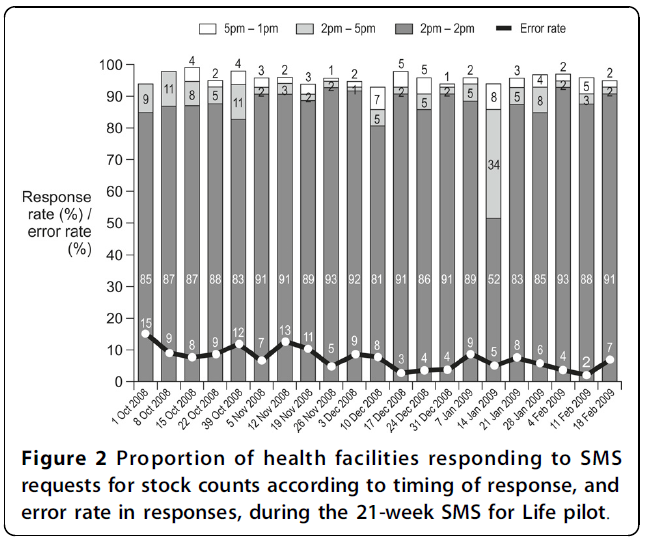 5pm – 1pm 2pm – 5pm 2pm – 2pm Error rate
Response
rate (%) /
error rate
(%)
100
90
80
70
60
50
40
30
20
10
0
4 2 4 3 2 3 1 2 7 5 5 1 2 8 3 4 2 5 2
9 11 8 5 11 2 3 2 2 1 5 2 5 2 5 34 5 8 2 3 2
85 87 87 88 83 91 91 89 93 92 81 91 86 91 89 52 83 85 93 88 91
15 9 8 9 12 7 13 11 5 9 8 3 4 4 9 5 8 6 4 2 7
1 Oct 2008
8 Oct 2008
15 Oct 2008
22 Oct 2008
39 Oct 2008
5 Nov 2008
12 Nov 2008
19 Nov 2008
26 Nov 2008
3 Dec 2008
10 Dec 2008
17 Dec 2008
24 Dec 2008
31 Dec 2008
7 Jan 2009
14 Jan 2009
21 Jan 2009
28 Jan 2009
4 Feb 2009
11 Feb 2009
18 Feb 2009
Figure 2 Proportion of health facilities responding to SMS
requests for stock counts according to timing of response, and
error rate in responses, during the 21-week SMS for Life pilot.